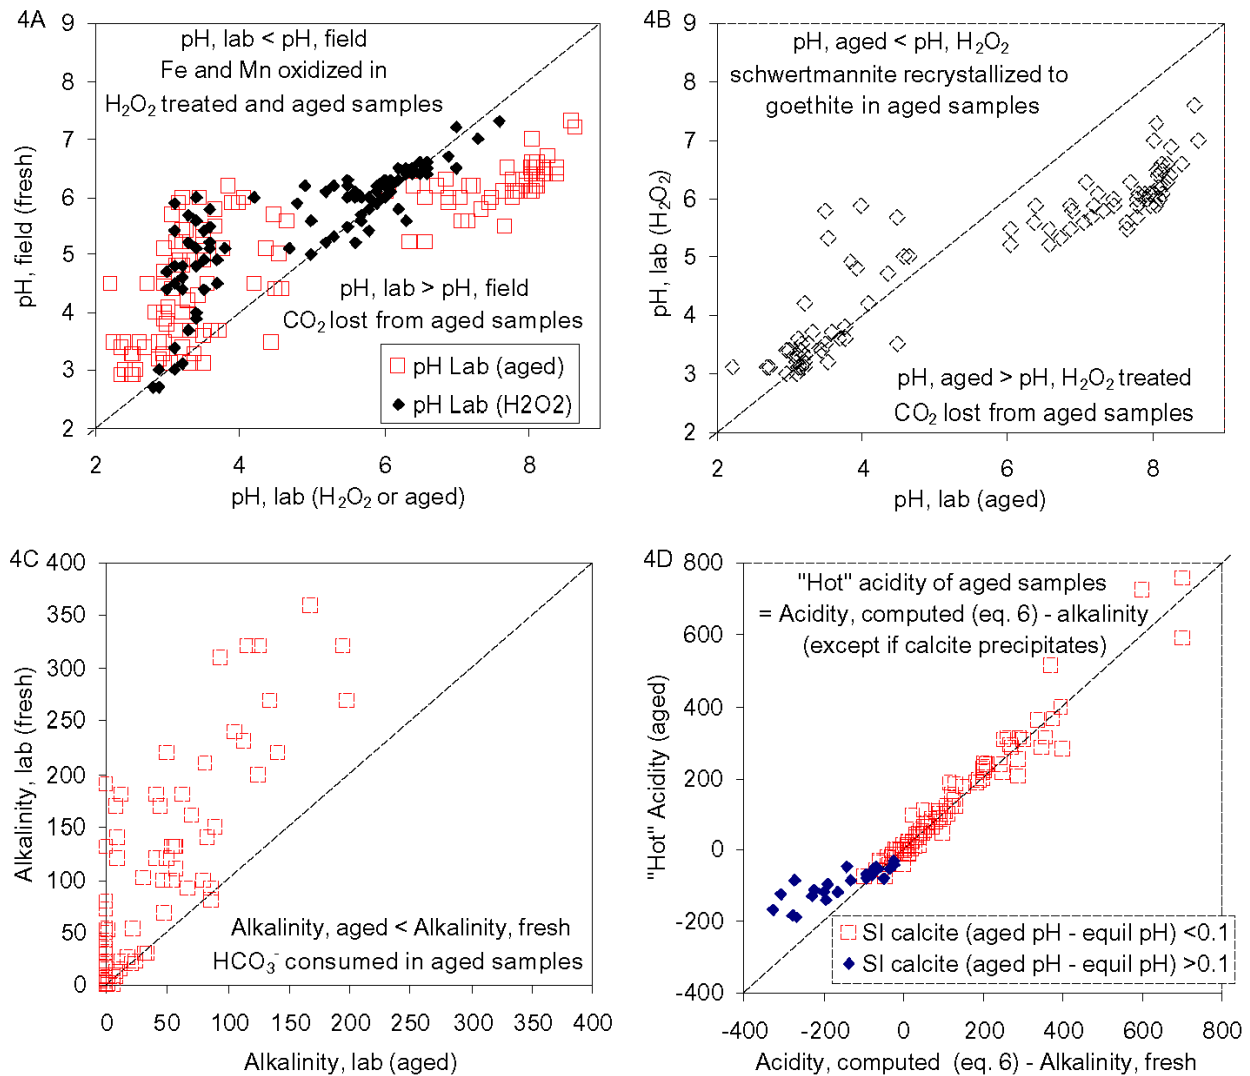 4A
9
8
7
6
5
4
3
2
pH, field (fresh)
pH, lab < pH, field
Fe and Mn oxidized in
H₂O₂ treated and aged samples
pH, lab > pH, field
CO₂ lost from aged samples
pH Lab (aged)
pH Lab (H2O2)
2 4 6 8
pH, lab (H₂O₂ or aged)
4B
9
8
7
6
5
4
3
2
pH, lab (H₂O₂)
pH, aged < pH, H₂O₂
schwertmannite recrystallized to
goethite in aged samples
pH, aged > pH, H₂O₂ treated
CO₂ lost from aged samples
2 4 6 8
pH, lab (aged)
4C
400
350
300
250
200
150
100
50
0
Alkalinity, lab (fresh)
Alkalinity, aged < Alkalinity, fresh
HCO₃⁻ consumed in aged samples
0 50 100 150 200 250 300 350 400
Alkalinity, lab (aged)
4D
800
600
400
200
0
-200
-400
"Hot" Acidity (aged)
"Hot" acidity of aged samples
= Acidity, computed (eq. 6) - alkalinity
(except if calcite precipitates)
SI calcite (aged pH - equil pH) <0.1
SI calcite (aged pH - equil pH) >0.1
-400 -200 0 200 400 600 800
Acidity, computed (eq. 6) - Alkalinity, fresh